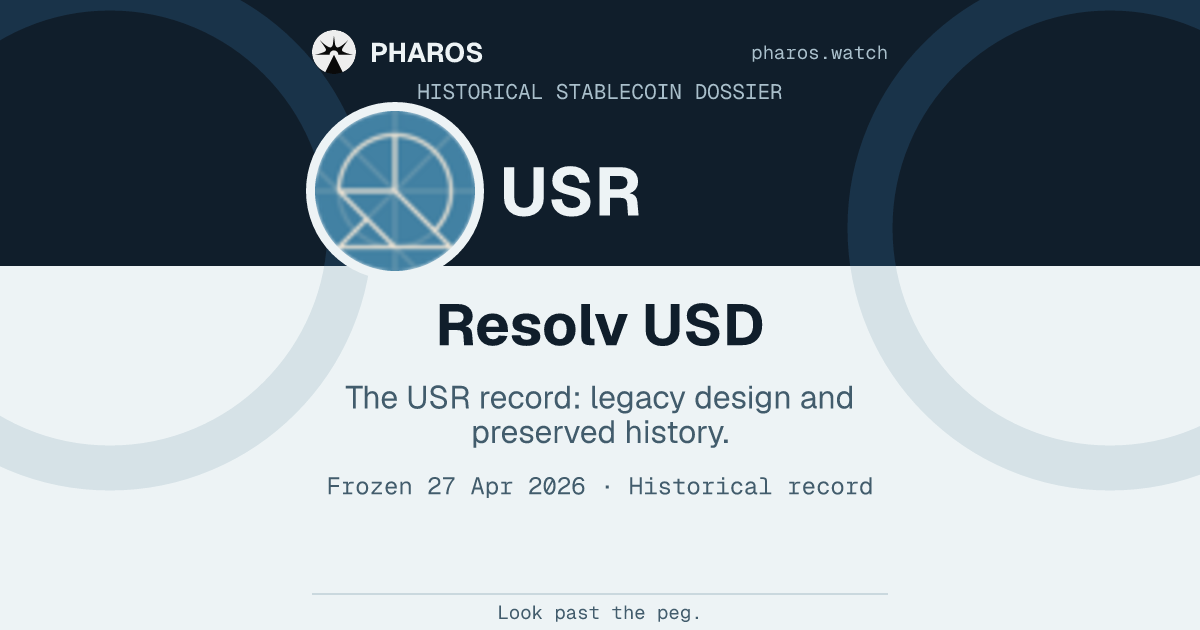 PHAROS
pharos.watch
HISTORICAL STABLECOIN DOSSIER
USR
Resolv USD
The USR record: legacy design and
preserved history.
Frozen 27 Apr 2026 · Historical record
Look past the peg.